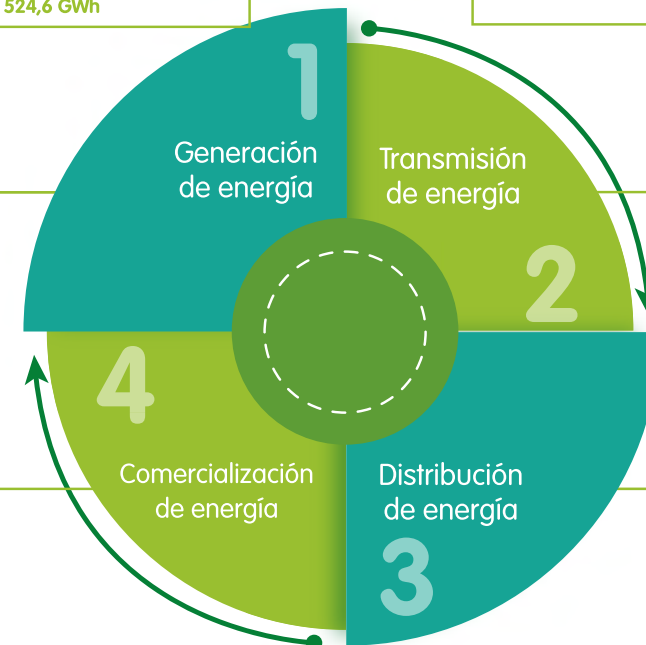 524,6 GWh
1
Generación
de energía
Transmisión
de energía
2
4
Comercialización
de energía
Distribución
de energía
3